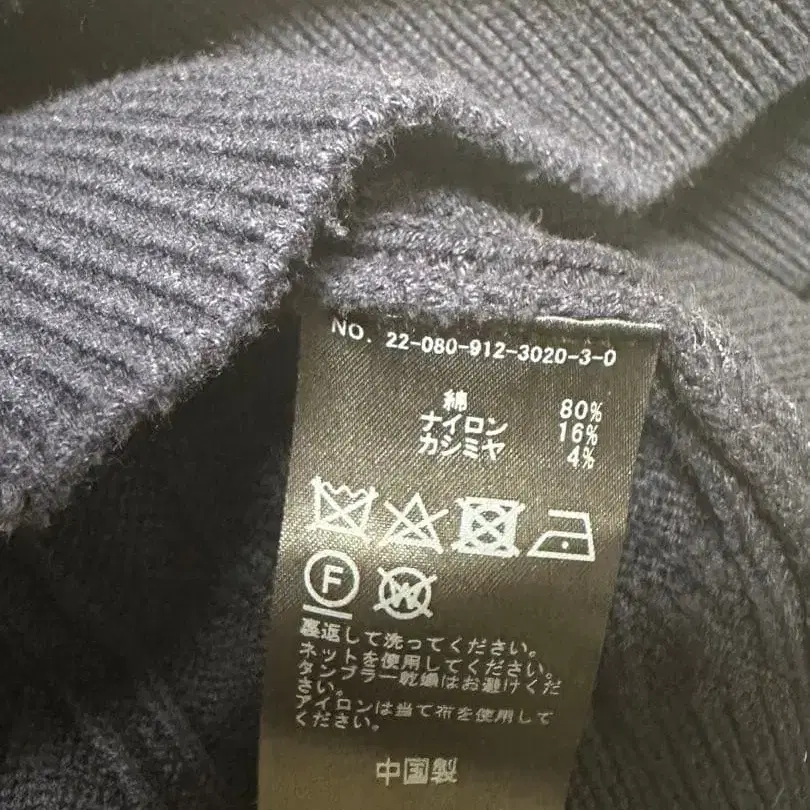 NO. 22-080-912-3020-3-0
綿 80%
ナイロン 16%
カシミヤ 4%
F
W
裏返して洗ってください。
ネットを使用してください。
タンブラー乾燥はお避けくだ
さい。
アイロンは当て布を使用して
ください。
中国製